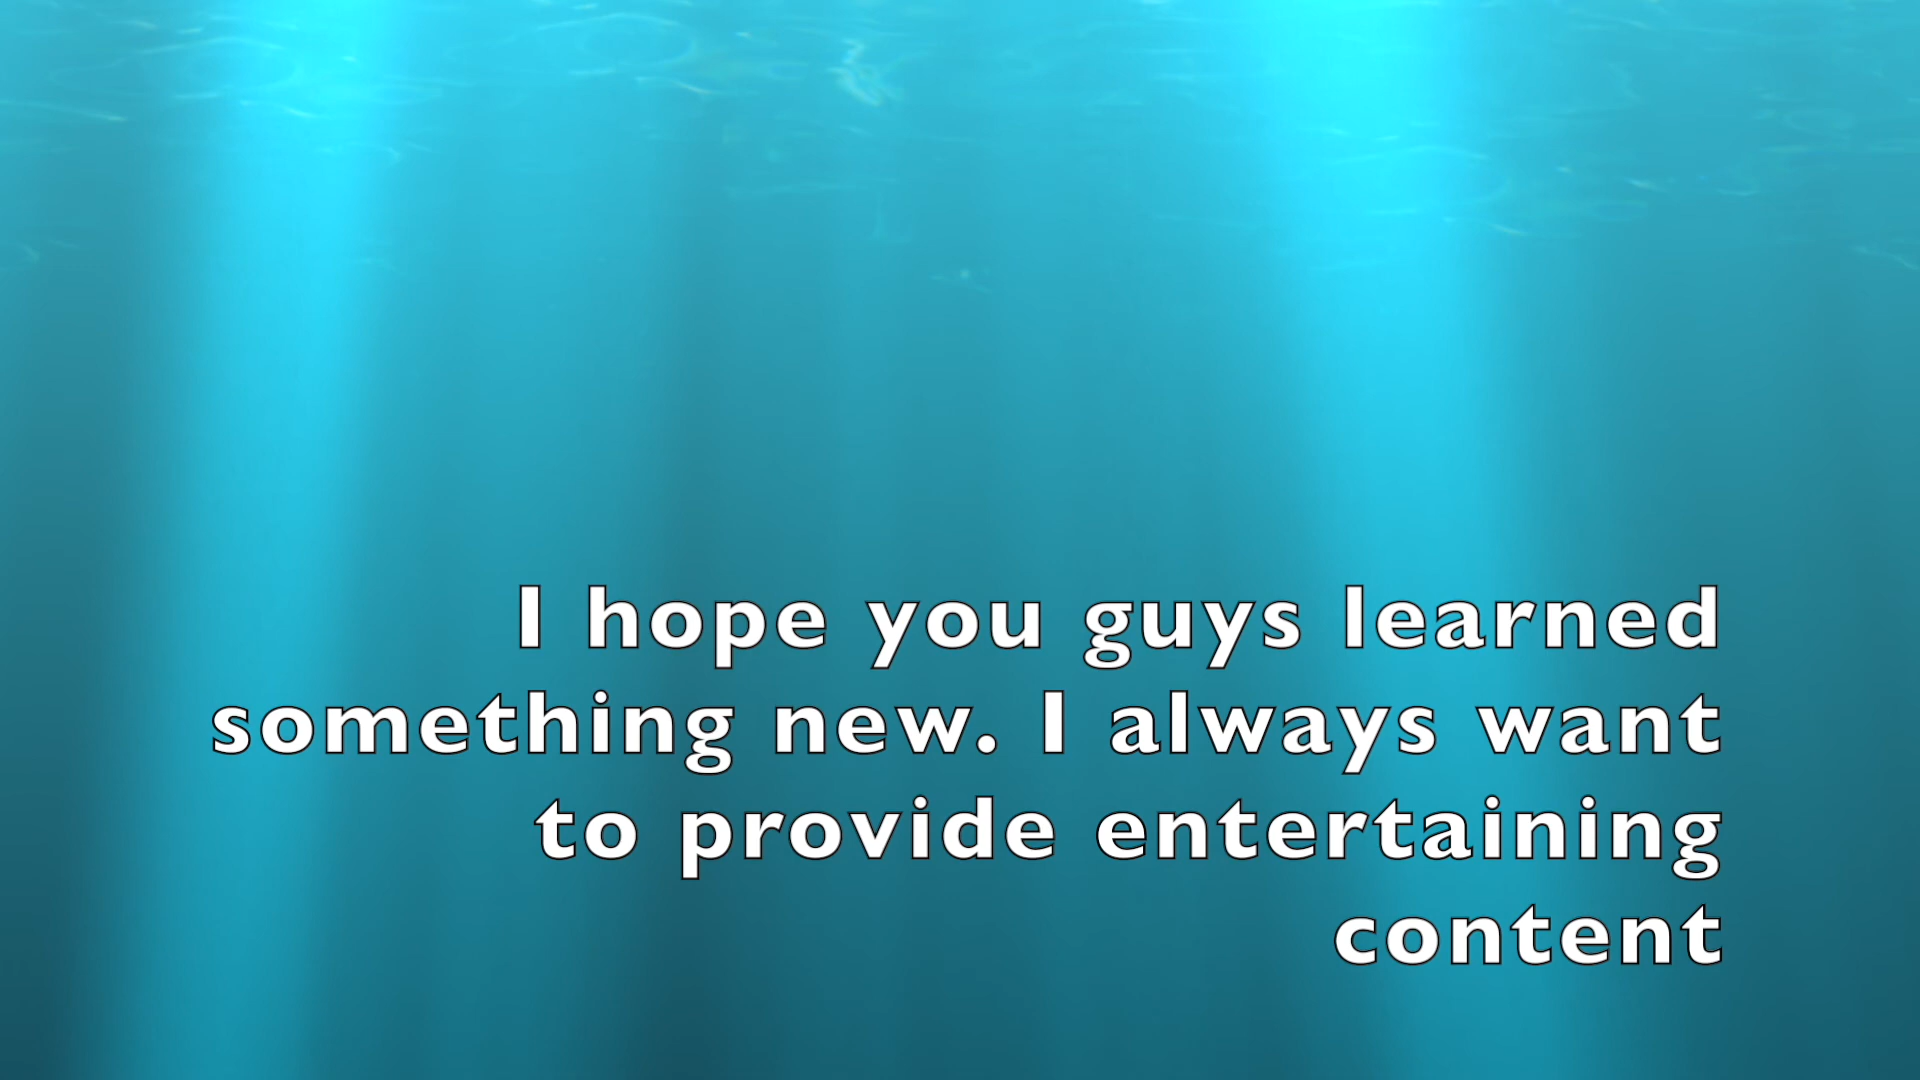 I hope you guys learned
something new. I always want
to provide entertaining
content